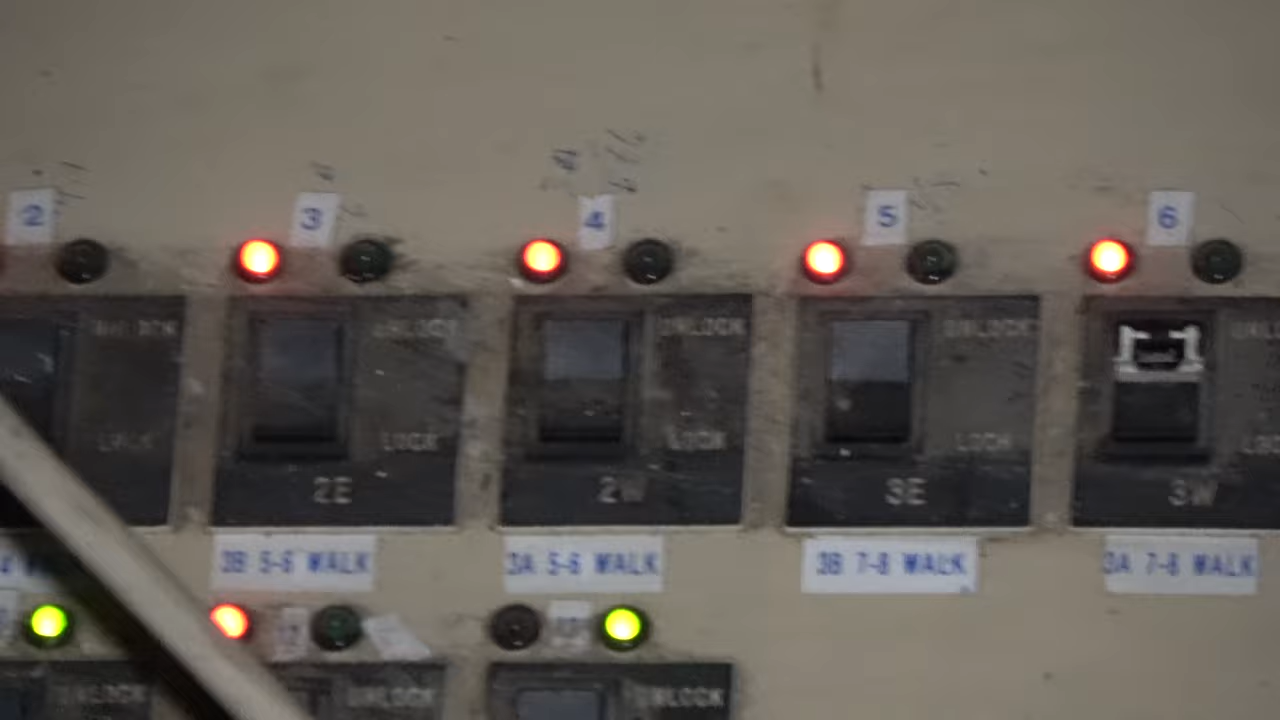 2 3 4 5 6
UNLOCK UNLOCK UNLOCK UNLOCK
LOCK LOCK LOCK LOCK
2E 2W 3E 3W
3B 5-6 WALK 3A 5-6 WALK 3B 7-8 WALK 3A 7-8 WALK
UNLOCK UNLOCK UNLOCK